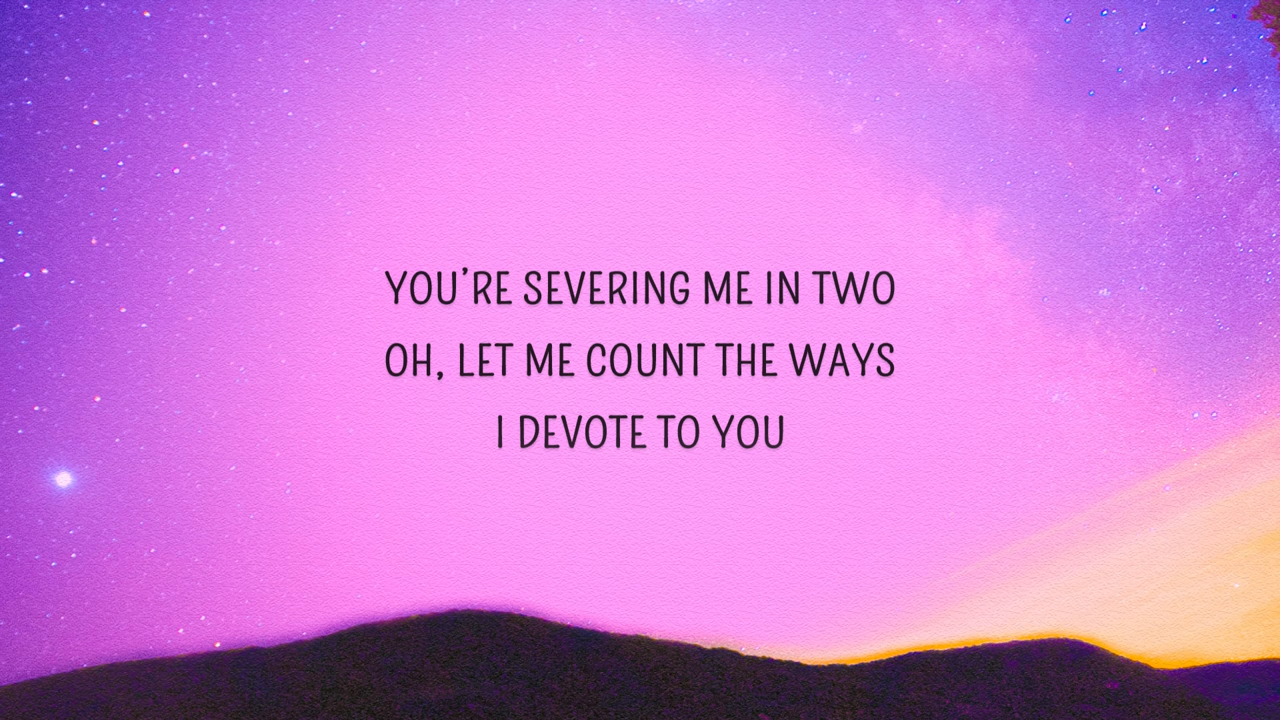 YOU’RE SEVERING ME IN TWO
OH, LET ME COUNT THE WAYS
I DEVOTE TO YOU